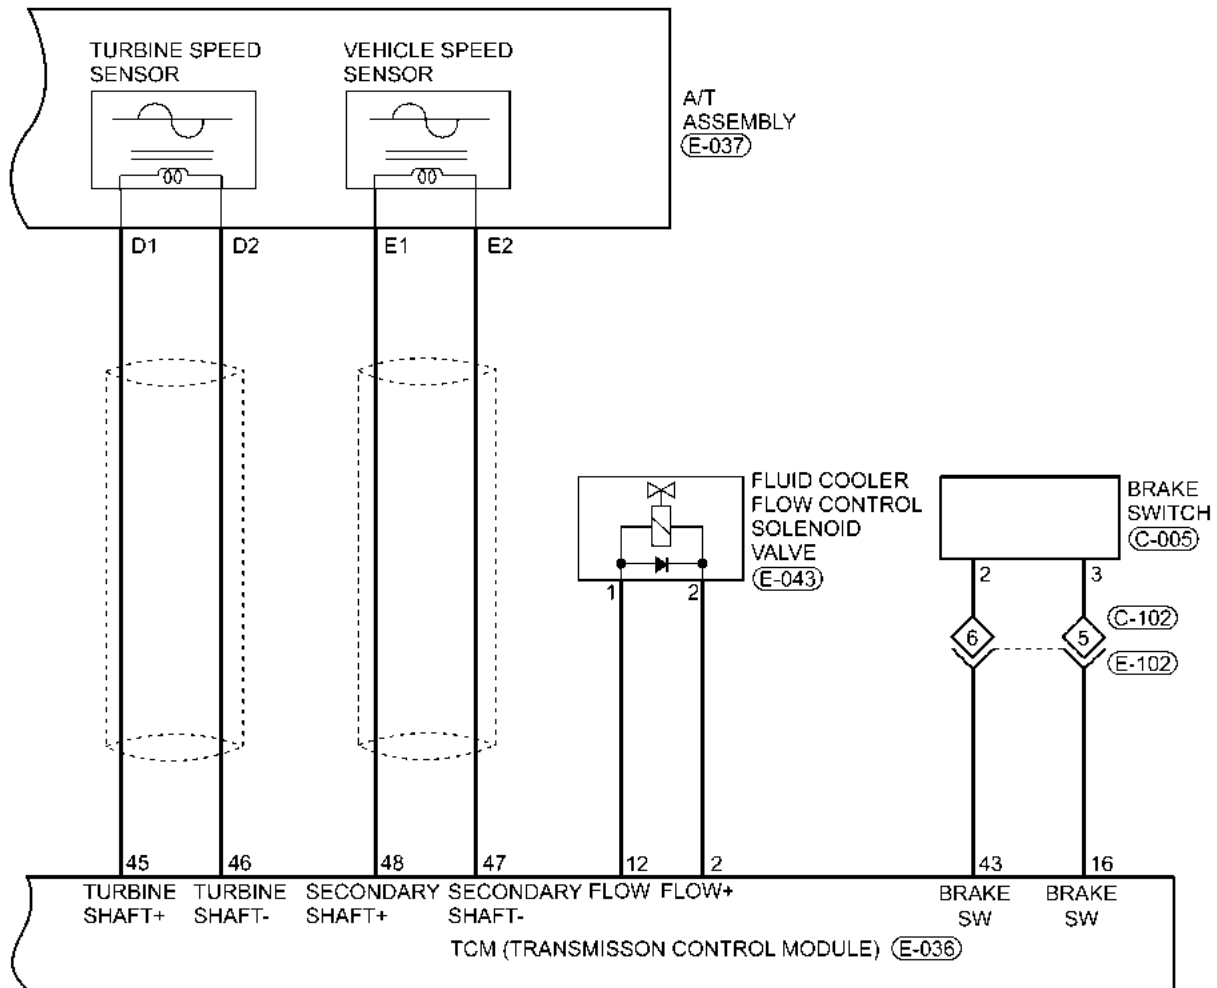 TURBINE SPEED
SENSOR
VEHICLE SPEED
SENSOR
A/T
ASSEMBLY
E-037
D1
D2
E1
E2
FLUID COOLER
FLOW CONTROL
SOLENOID
VALVE
E-043
1
2
BRAKE
SWITCH
C-005
2
3
6
5
C-102
E-102
45
46
48
47
12
2
43
16
TURBINE
SHAFT+
TURBINE
SHAFT-
SECONDARY
SHAFT+
SECONDARY
SHAFT-
FLOW
FLOW+
BRAKE
SW
BRAKE
SW
TCM (TRANSMISSON CONTROL MODULE) E-036